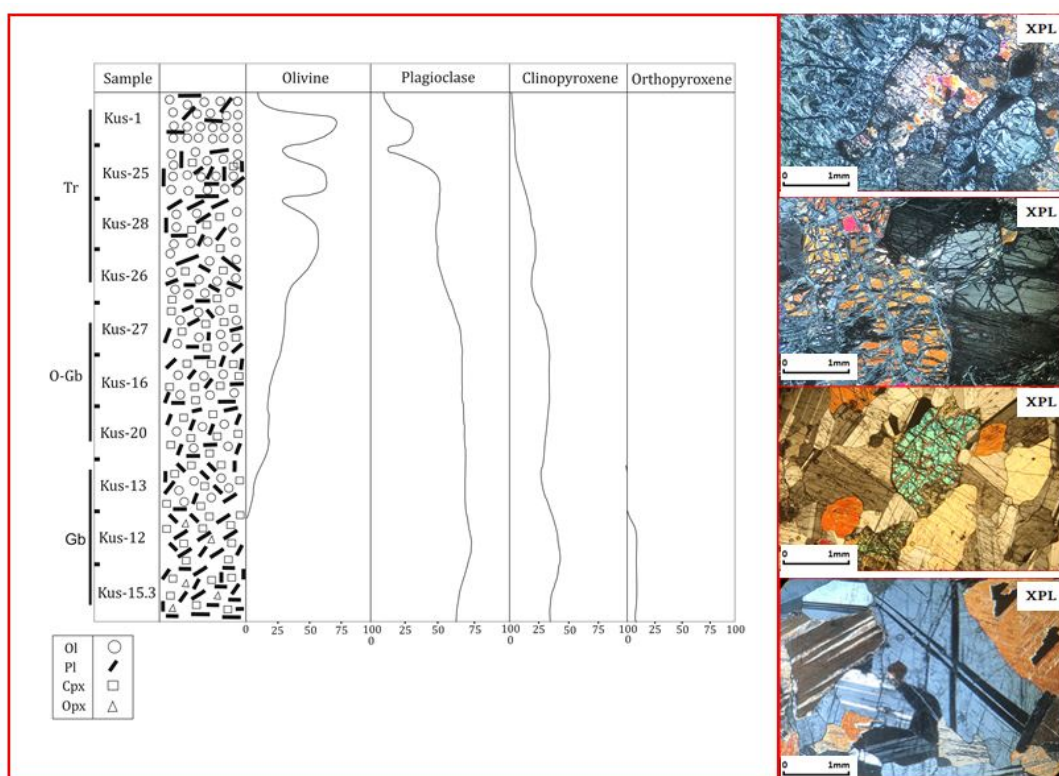 Sample Olivine Plagioclase Clinopyroxene Orthopyroxene
Kus-1
Kus-25
Tr
Kus-28
Kus-26
Kus-27
O-Gb
Kus-16
Kus-20
Kus-13
Gb
Kus-12
Kus-15.3
0 25 50 75 100
0 25 50 75 100
0 25 50 75 100
0 25 50 75 100
Ol
Pl
Cpx
Opx
XPL
0 1mm
XPL
0 1mm
XPL
0 1mm
XPL
0 1mm